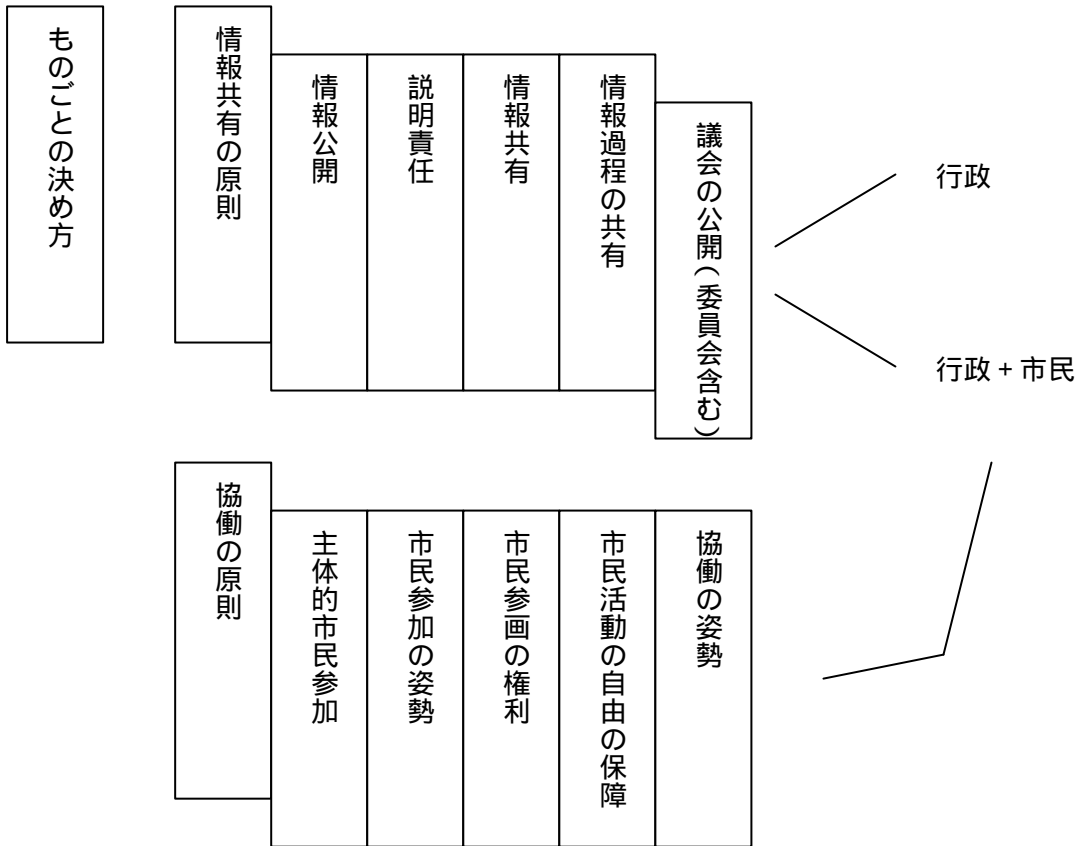 ものごとの決め方
情報共有の原則
情報公開
説明責任
情報共有
情報過程の共有
議会の公開(委員会含む)
行政
行政+市民
協働の原則
主体的市民参加
市民参加の姿勢
市民参画の権利
市民活動の自由の保障
協働の姿勢